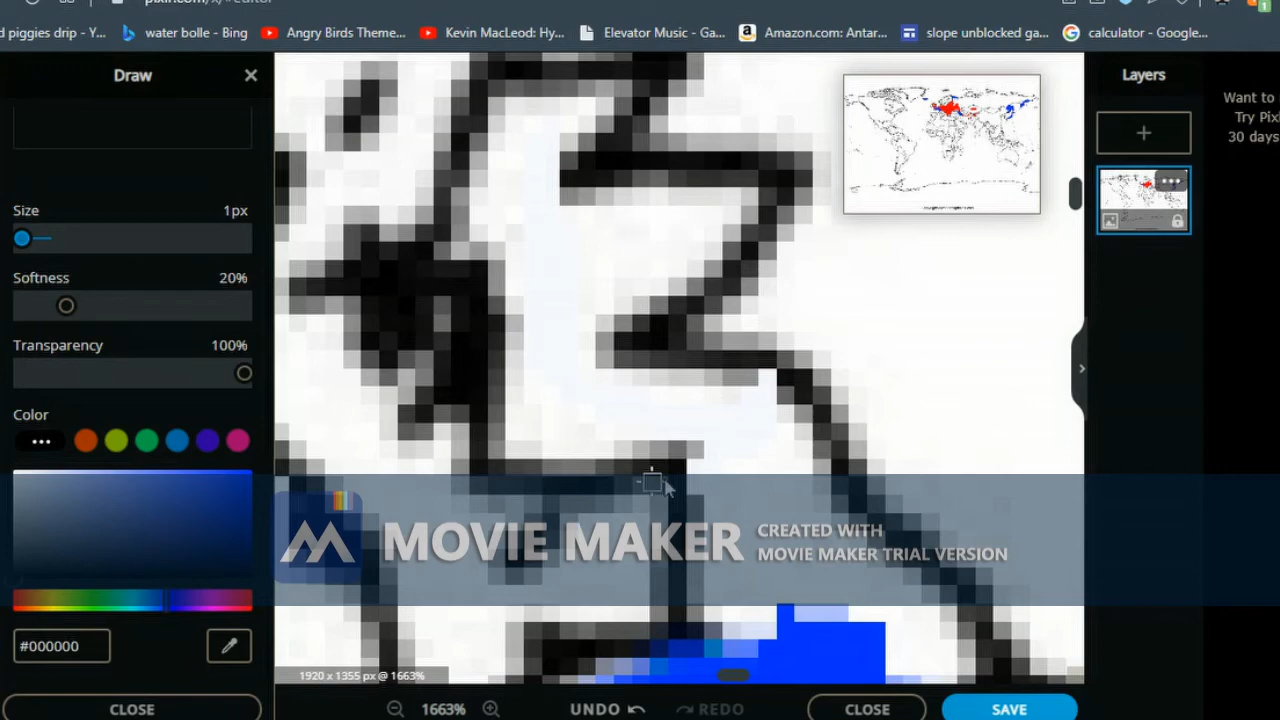 d piggies drip - Y... water bolle - Bing Angry Birds Theme... Kevin MacLeod: Hy... Elevator Music - Ga... Amazon.com: Antar... slope unblocked ga... calculator - Google...
Draw
Layers
Want to
Try Pix
30 days
Size 1px
Softness 20%
Transparency 100%
Color
MOVIE MAKER
CREATED WITH
MOVIE MAKER TRIAL VERSION
#000000
1920 x 1355 px @ 1663%
CLOSE 1663% UNDO REDO CLOSE SAVE